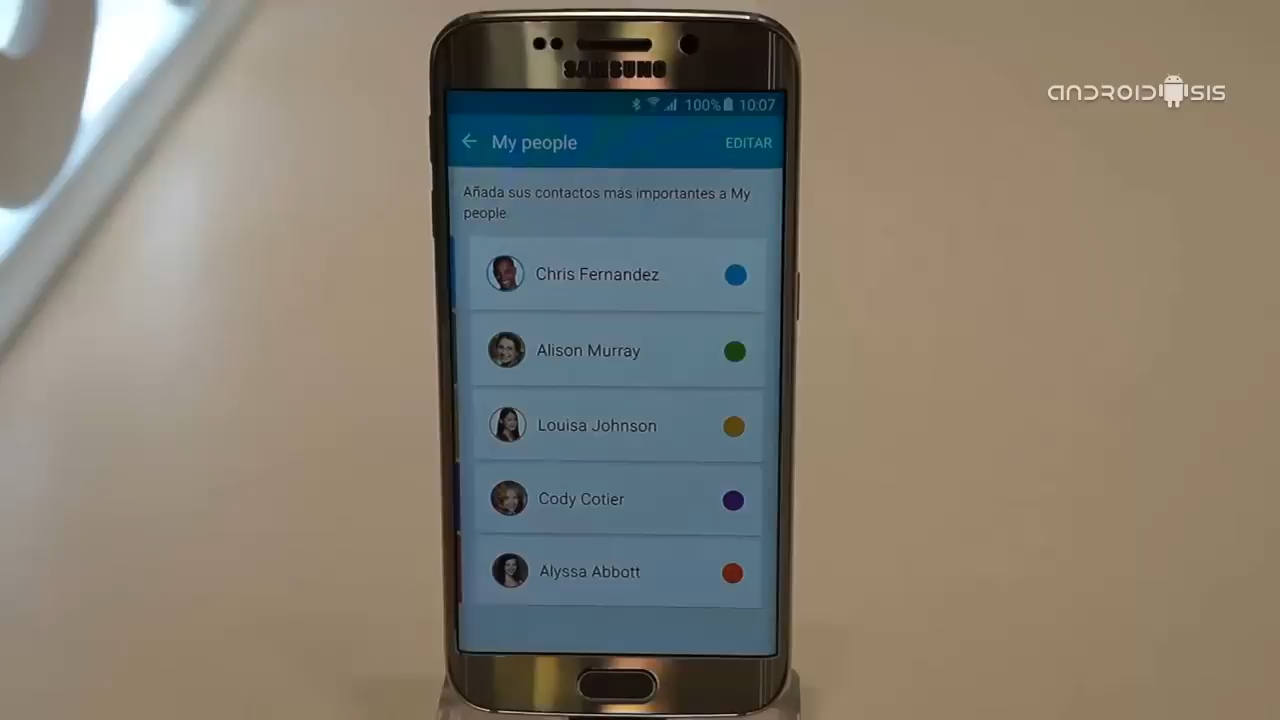 ANDROIDSIS
SAMSUNG
100% 10:07
My people
EDITAR
Añada sus contactos más importantes a My
people.
Chris Fernandez
Alison Murray
Louisa Johnson
Cody Cotier
Alyssa Abbott